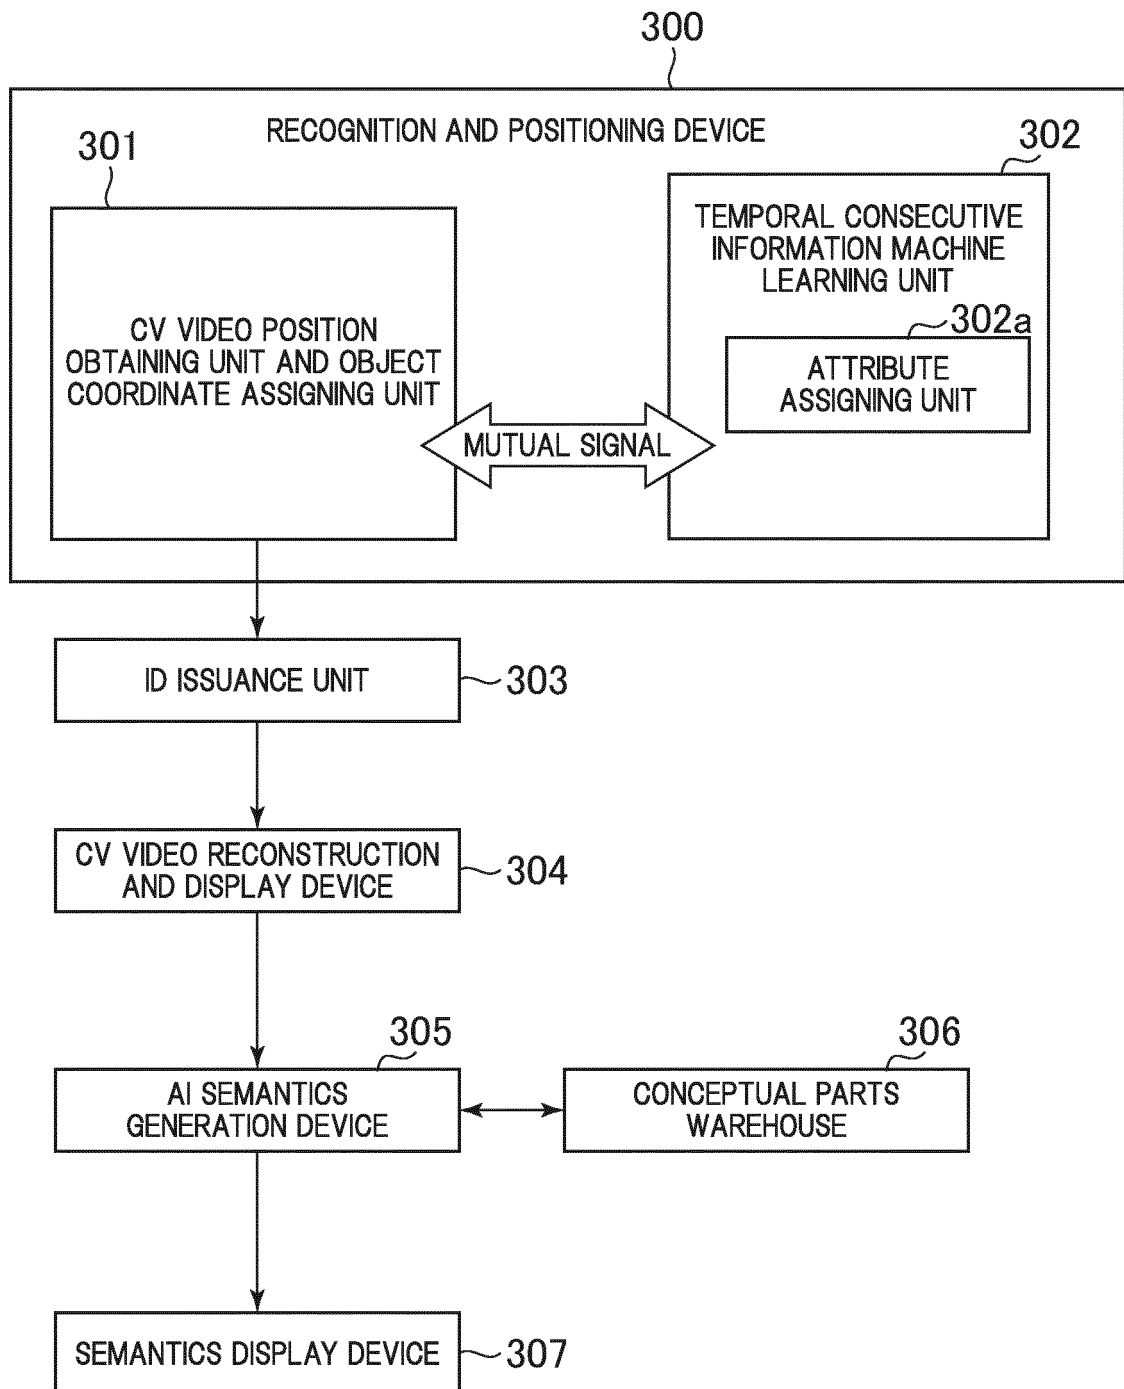 300
RECOGNITION AND POSITIONING DEVICE
301
CV VIDEO POSITION
OBTAINING UNIT AND OBJECT
COORDINATE ASSIGNING UNIT
302
TEMPORAL CONSECUTIVE
INFORMATION MACHINE
LEARNING UNIT
302a
ATTRIBUTE
ASSIGNING UNIT
MUTUAL SIGNAL
ID ISSUANCE UNIT
303
CV VIDEO RECONSTRUCTION
AND DISPLAY DEVICE
304
305
AI SEMANTICS
GENERATION DEVICE
306
CONCEPTUAL PARTS
WAREHOUSE
SEMANTICS DISPLAY DEVICE
307